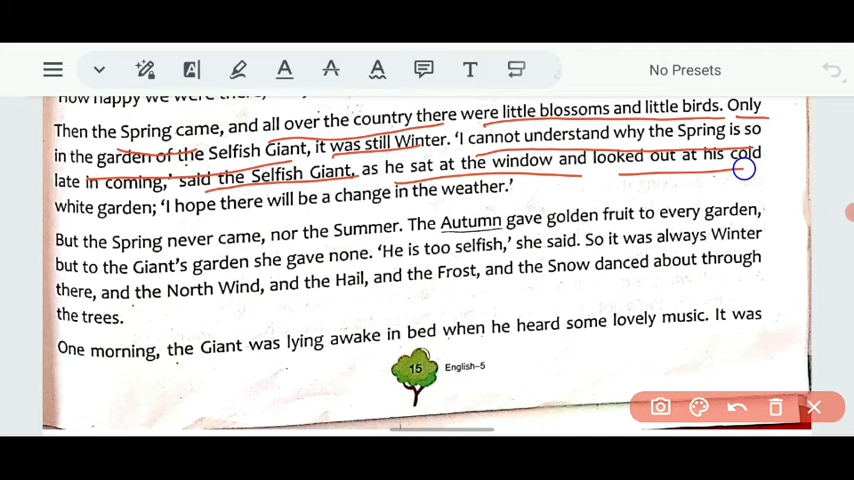 No Presets
How happy we were there,
Then the Spring came, and all over the country there were little blossoms and little birds. Only
in the garden of the Selfish Giant, it was still Winter. ‘I cannot understand why the Spring is so
late in coming,’ said the Selfish Giant, as he sat at the window and looked out at his cold
white garden; ‘I hope there will be a change in the weather.’
But the Spring never came, nor the Summer. The Autumn gave golden fruit to every garden,
but to the Giant’s garden she gave none. ‘He is too selfish,’ she said. So it was always Winter
there, and the North Wind, and the Hail, and the Frost, and the Snow danced about through
the trees.
One morning, the Giant was lying awake in bed when he heard some lovely music. It was
15 English–5